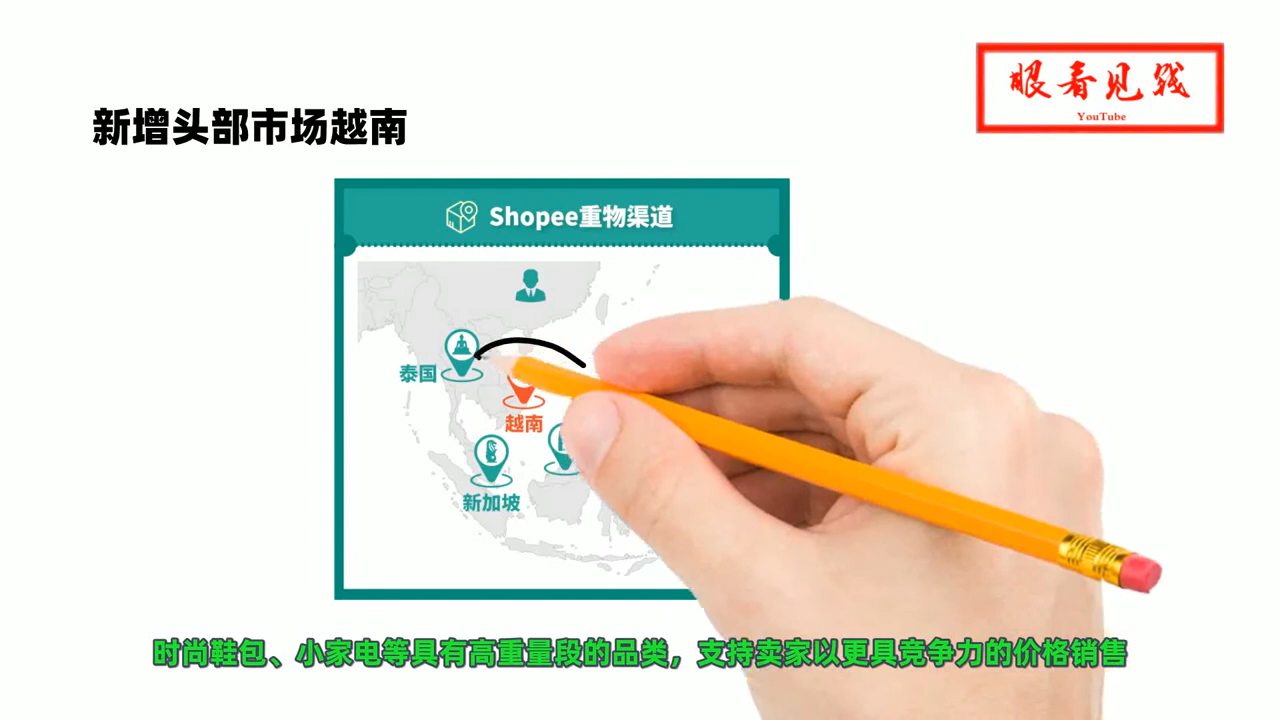 眼看见钱
YouTube
新增头部市场越南
Shopee重物渠道
泰国
越南
新加坡
时尚鞋包、小家电等具有高重量段的品类，支持卖家以更具竞争力的价格销售